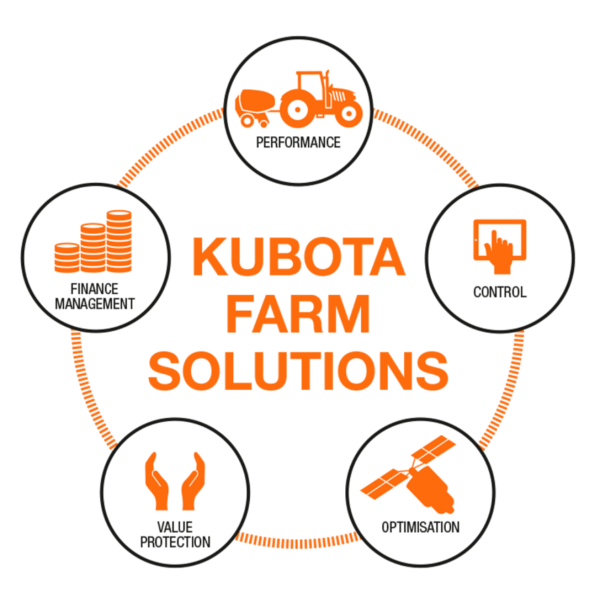 PERFORMANCE
KUBOTA
FARM
SOLUTIONS
CONTROL
OPTIMISATION
VALUE
PROTECTION
FINANCE
MANAGEMENT